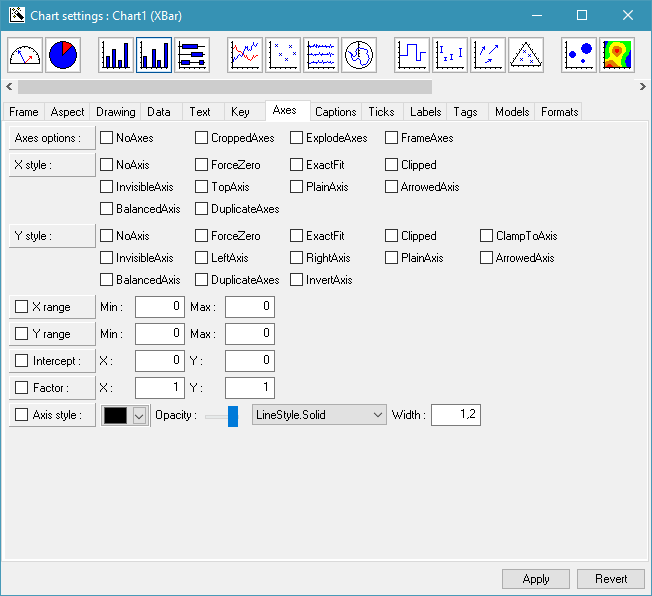 Chart settings : Chart1 (XBar)
Frame Aspect Drawing Data Text Key Axes Captions Ticks Labels Tags Models Formats
Axes options : NoAxes CroppedAxes ExplodeAxes FrameAxes
X style : NoAxis ForceZero ExactFit Clipped
InvisibleAxis TopAxis PlainAxis ArrowedAxis
BalancedAxis DuplicateAxes
Y style : NoAxis ForceZero ExactFit Clipped ClampToAxis
InvisibleAxis LeftAxis RightAxis PlainAxis ArrowedAxis
BalancedAxis DuplicateAxes InvertAxis
X range Min : 0 Max : 0
Y range Min : 0 Max : 0
Intercept : X : 0 Y : 0
Factor : X : 1 Y : 1
Axis style : Opacity : LineStyle.Solid Width : 1,2
Apply Revert